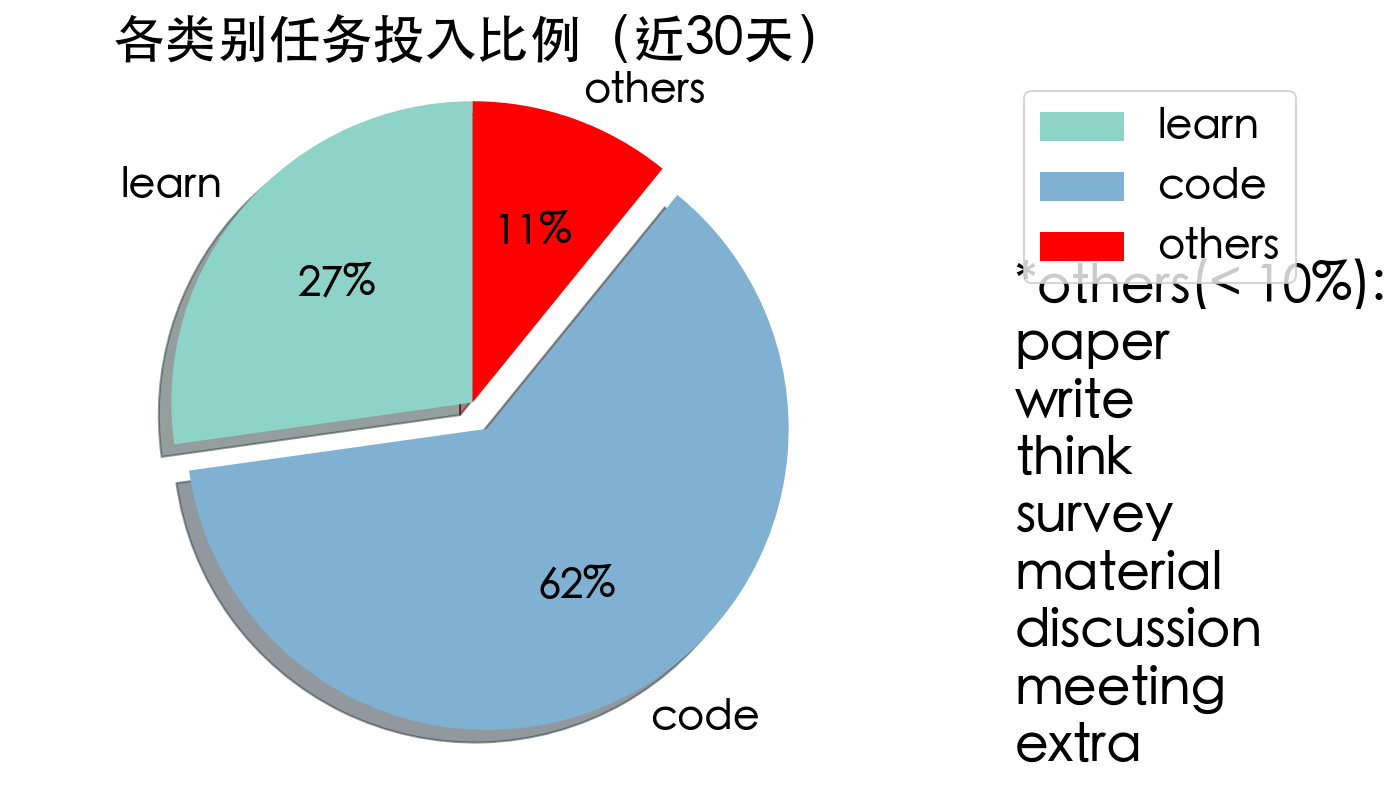 各类别任务投入比例（近30天）
others
learn
11%
27%
62%
code
learn
code
others
*others(< 10%):
paper
write
think
survey
material
discussion
meeting
extra